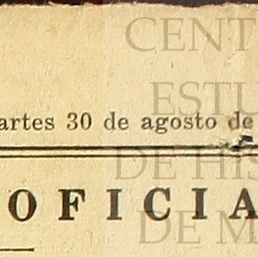 CENT
artes 30 de agosto de
ESTU
DE HIS
OFICIA
DE M